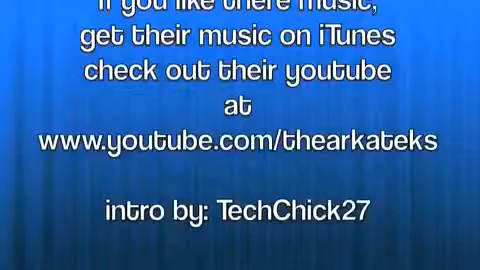 if you like there music,
get their music on iTunes
check out their youtube
at
www.youtube.com/thearkateks
intro by: TechChick27